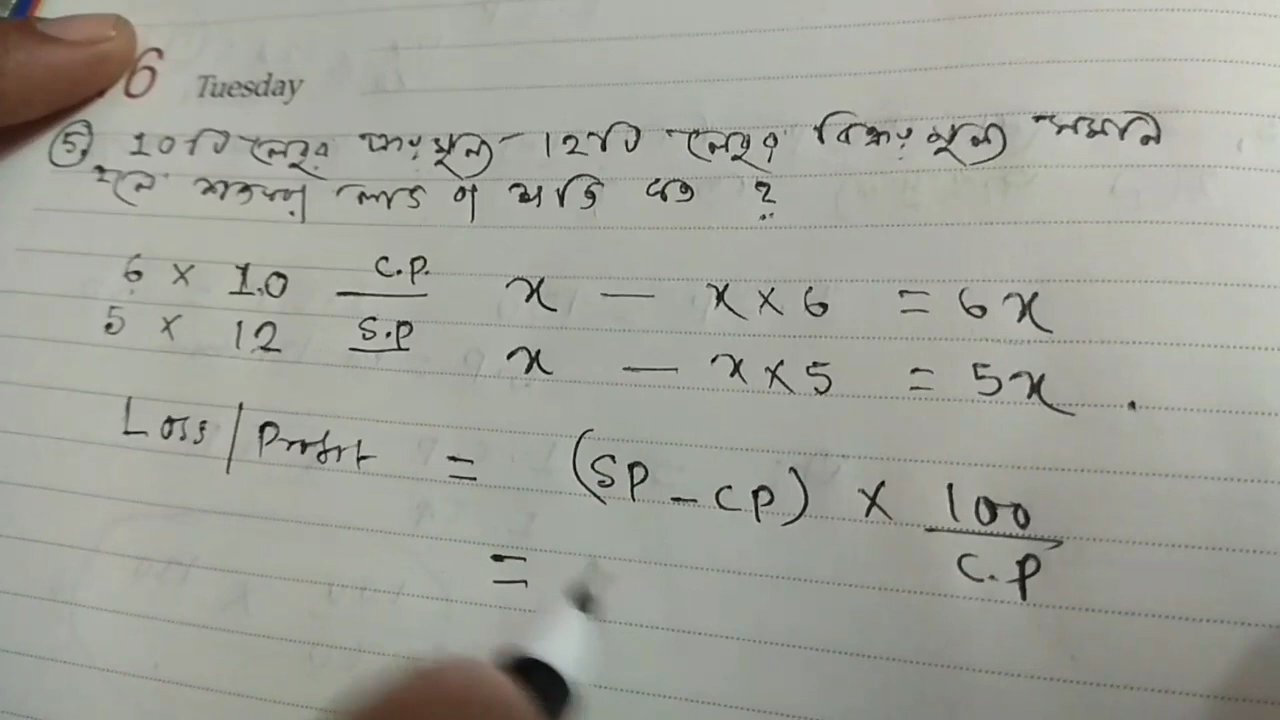 6 Tuesday
⑤ 10টি লেবুর ক্রয়মূল্য 12টি লেবুর বিক্রয়মূল্য সমান
হলে শতকরা লাভ বা ক্ষতি কত ?
6 × 10 C.P. x — x × 6 = 6x
5 × 12 S.P x — x × 5 = 5x .
Loss/Profit = (SP - CP) × 100/C.P
=